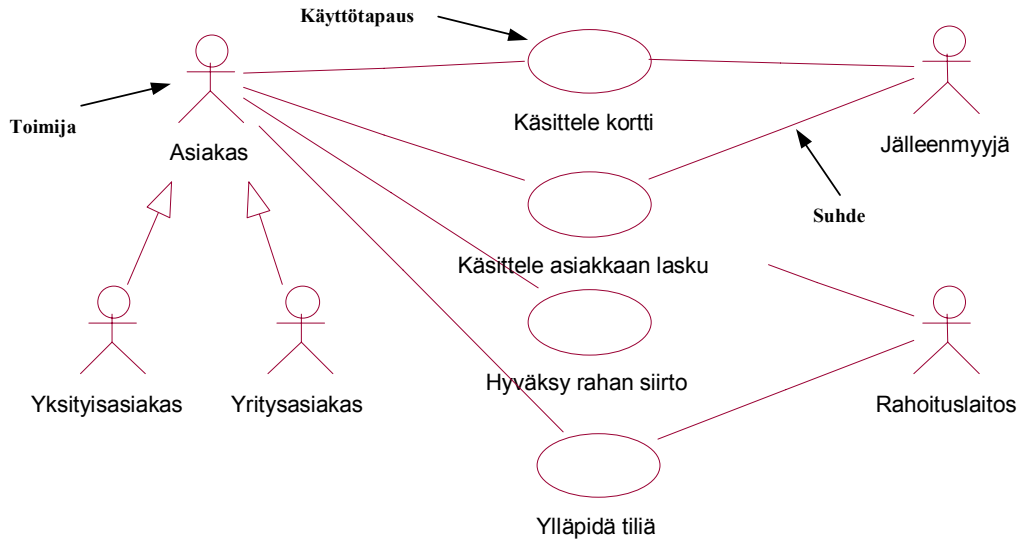 Käyttötapaus
Toimija
Asiakas
Käsittele kortti
Jälleenmyyjä
Suhde
Käsittele asiakkaan lasku
Yksityisasiakas
Yritysasiakas
Hyväksy rahan siirto
Rahoituslaitos
Ylläpidä tiliä